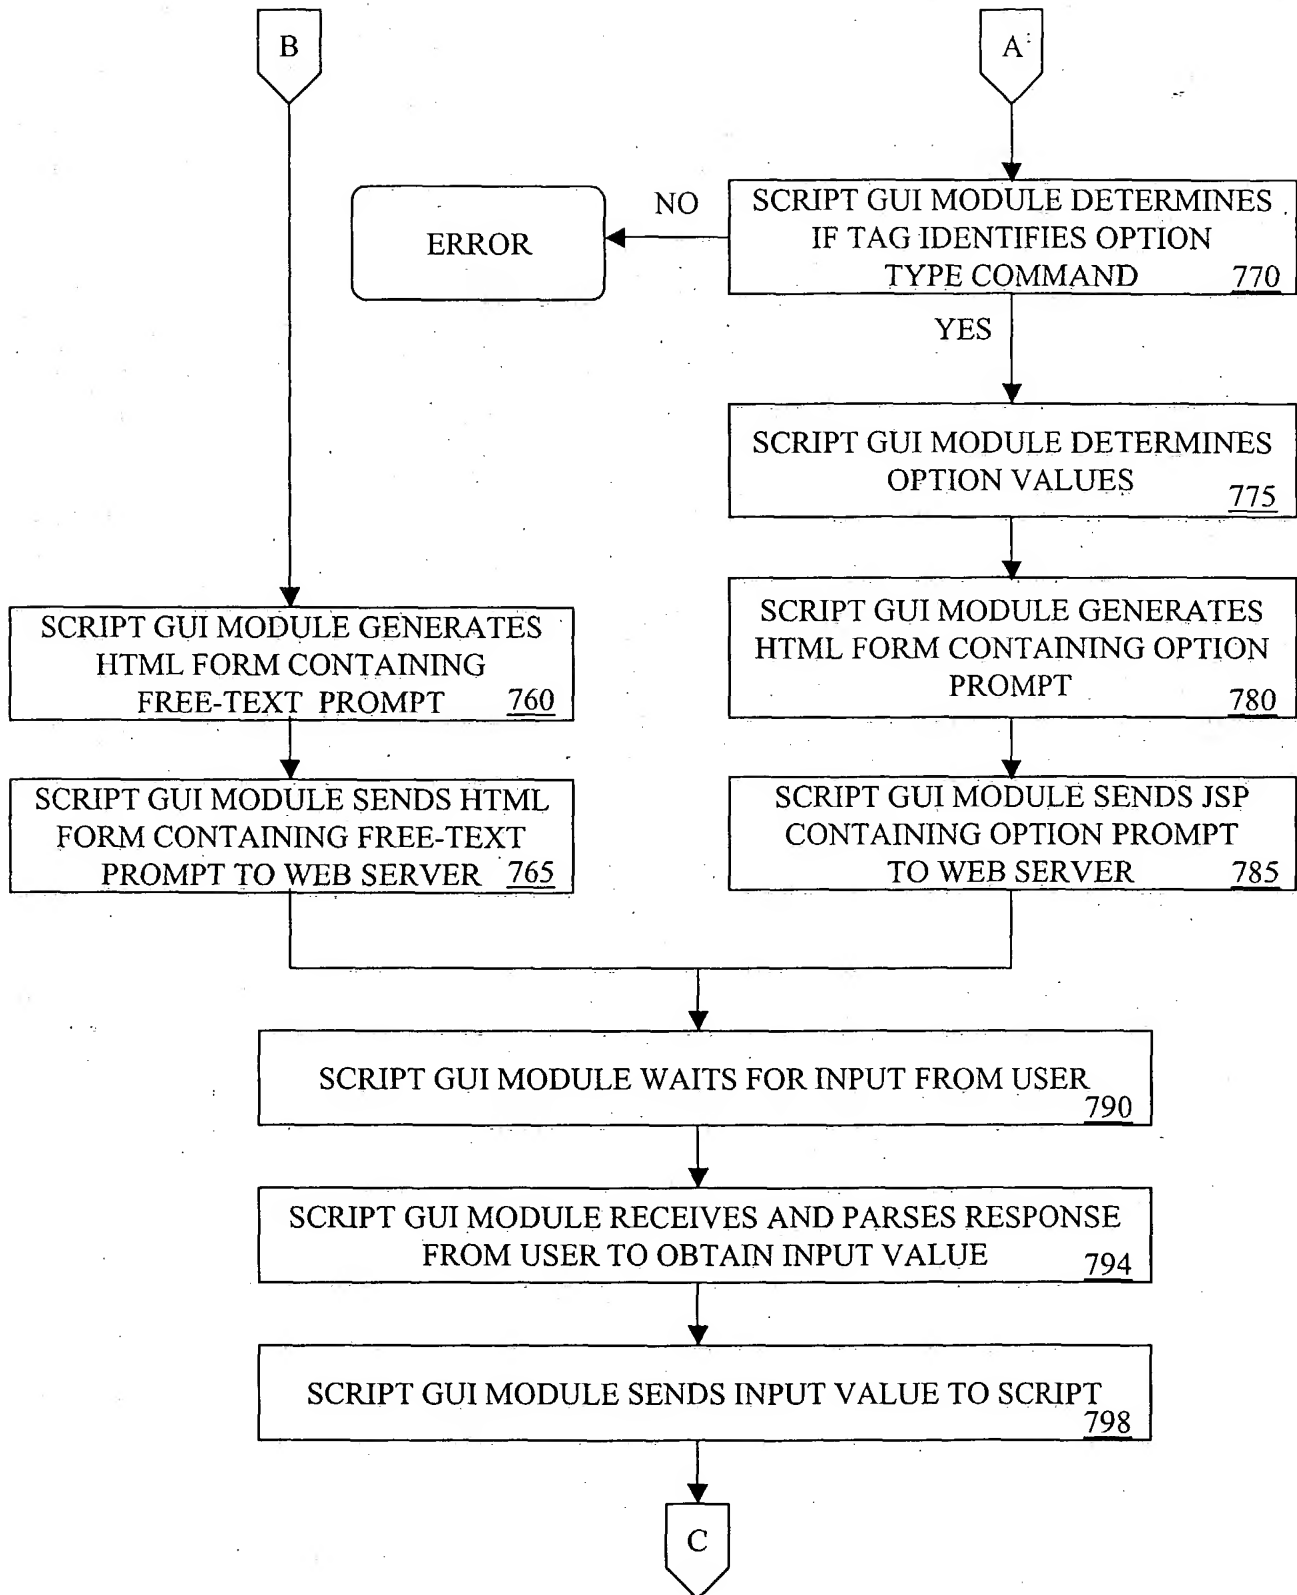 B
A
SCRIPT GUI MODULE DETERMINES
IF TAG IDENTIFIES OPTION
TYPE COMMAND 770
NO
ERROR
YES
SCRIPT GUI MODULE DETERMINES
OPTION VALUES 775
SCRIPT GUI MODULE GENERATES
HTML FORM CONTAINING
FREE-TEXT PROMPT 760
SCRIPT GUI MODULE GENERATES
HTML FORM CONTAINING OPTION
PROMPT 780
SCRIPT GUI MODULE SENDS HTML
FORM CONTAINING FREE-TEXT
PROMPT TO WEB SERVER 765
SCRIPT GUI MODULE SENDS JSP
CONTAINING OPTION PROMPT
TO WEB SERVER 785
SCRIPT GUI MODULE WAITS FOR INPUT FROM USER
790
SCRIPT GUI MODULE RECEIVES AND PARSES RESPONSE
FROM USER TO OBTAIN INPUT VALUE 794
SCRIPT GUI MODULE SENDS INPUT VALUE TO SCRIPT
798
C